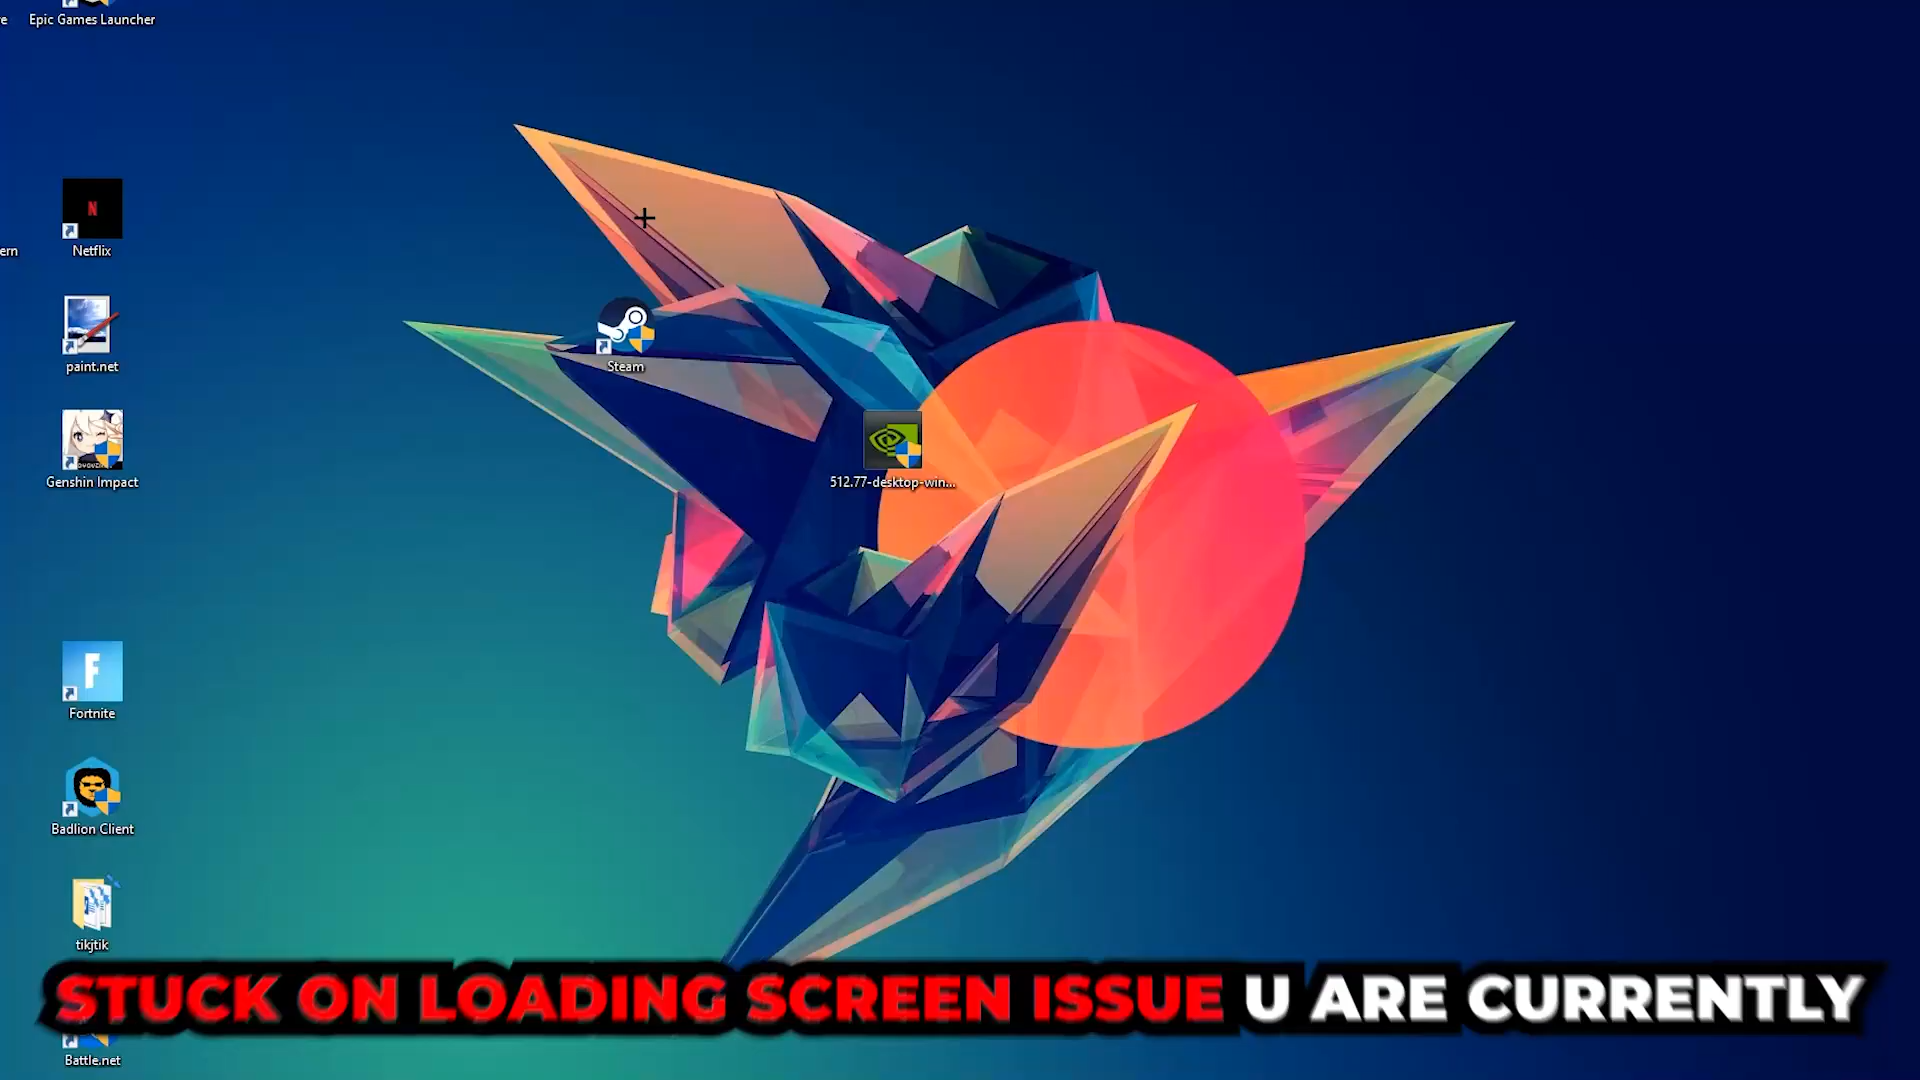 Epic Games Launcher
N
Netflix
ern
paint.net
Steam
Genshin Impact
512.77-desktop-win...
F
Fortnite
Badlion Client
tikjtik
STUCK ON LOADING SCREEN ISSUE U ARE CURRENTLY
Battle.net